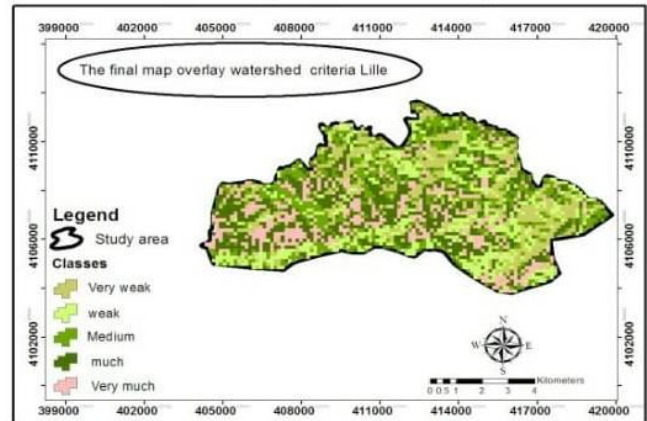 399000 402000 405000 408000 411000 414000 417000 420000
The final map overlay watershed criteria Lille
4110000 4110000
Legend
Study area
4106000 4106000
Classes
Very weak
weak
Medium
N
4102000 4102000
W E
much
S
Kilometers
Very much
0 0.5 1 2 3 4
399000 402000 405000 408000 411000 414000 417000 420000